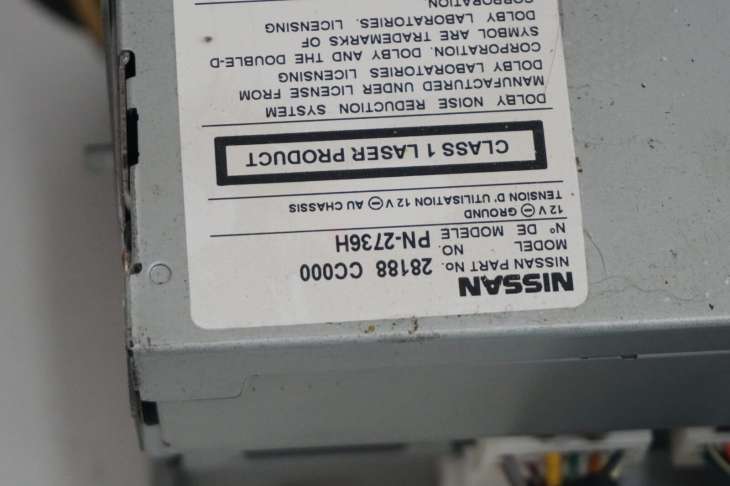 NISSAN
NISSAN PART No. 28188 CC000
MODEL NO.
N° DE MODELE PN-2736H
12 V ⊖ GROUND
TENSION D' UTILISATION 12 V ⊖ AU CHASSIS
CLASS 1 LASER PRODUCT
DOLBY NOISE REDUCTION SYSTEM
MANUFACTURED UNDER LICENSE FROM
DOLBY LABORATORIES LICENSING
CORPORATION. DOLBY AND THE DOUBLE-D
SYMBOL ARE TRADEMARKS OF
DOLBY LABORATORIES. LICENSING
CORPORATION.